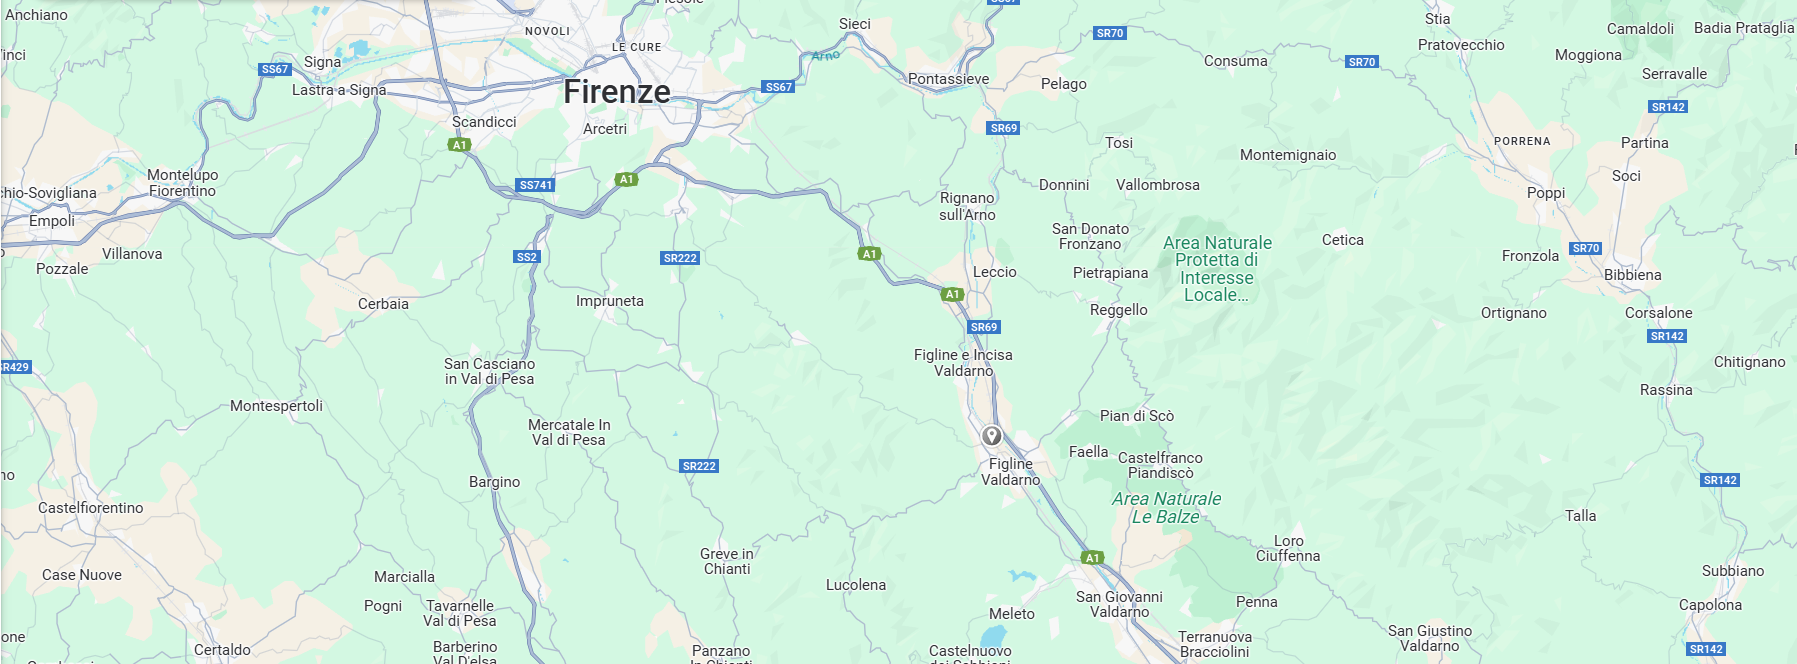 Anchiano
Stia
Camaldoli
Badia Prataglia
Sieci
NOVOLI
LE CURE
Arno
SR70
Pratovecchio
Moggiona
Signa
SS67
Consuma
SR70
Serravalle
Lastra a Signa
Firenze
SS67
Pontassieve
Pelago
SR142
Scandicci
Arcetri
SR69
A1
Tosi
PORRENA
Partina
Montemignaio
Montelupo
Fiorentino
SS741
A1
Donnini
Vallombrosa
Soci
Poppi
Rignano
sull'Arno
Empoli
San Donato
Fronzano
Area Naturale
Protetta di
Interesse
Locale...
Cetica
SR70
Villanova
SS2
SR222
A1
Fronzola
Pozzale
Leccio
Pietrapiana
Bibbiena
Cerbaia
Impruneta
A1
Reggello
Ortignano
Corsalone
SR69
SR142
SR429
San Casciano
in Val di Pesa
Figline e Incisa
Valdarno
Chitignano
Rassina
Montespertoli
Pian di Scò
Mercatale In
Val di Pesa
Faella
Castelfranco
Piandiscò
SR222
Figline
Valdarno
Bargino
SR142
Area Naturale
Le Balze
Castelfiorentino
Talla
Greve in
Chianti
A1
Loro
Ciuffenna
Case Nuove
Marcialla
Lucolena
Subbiano
Pogni
Tavarnelle
Val di Pesa
Meleto
San Giovanni
Valdarno
Penna
Capolona
Certaldo
Barberino
Val D'elsa
Panzano
Castelnuovo
Terranuova
Bracciolini
San Giustino
Valdarno
SR142